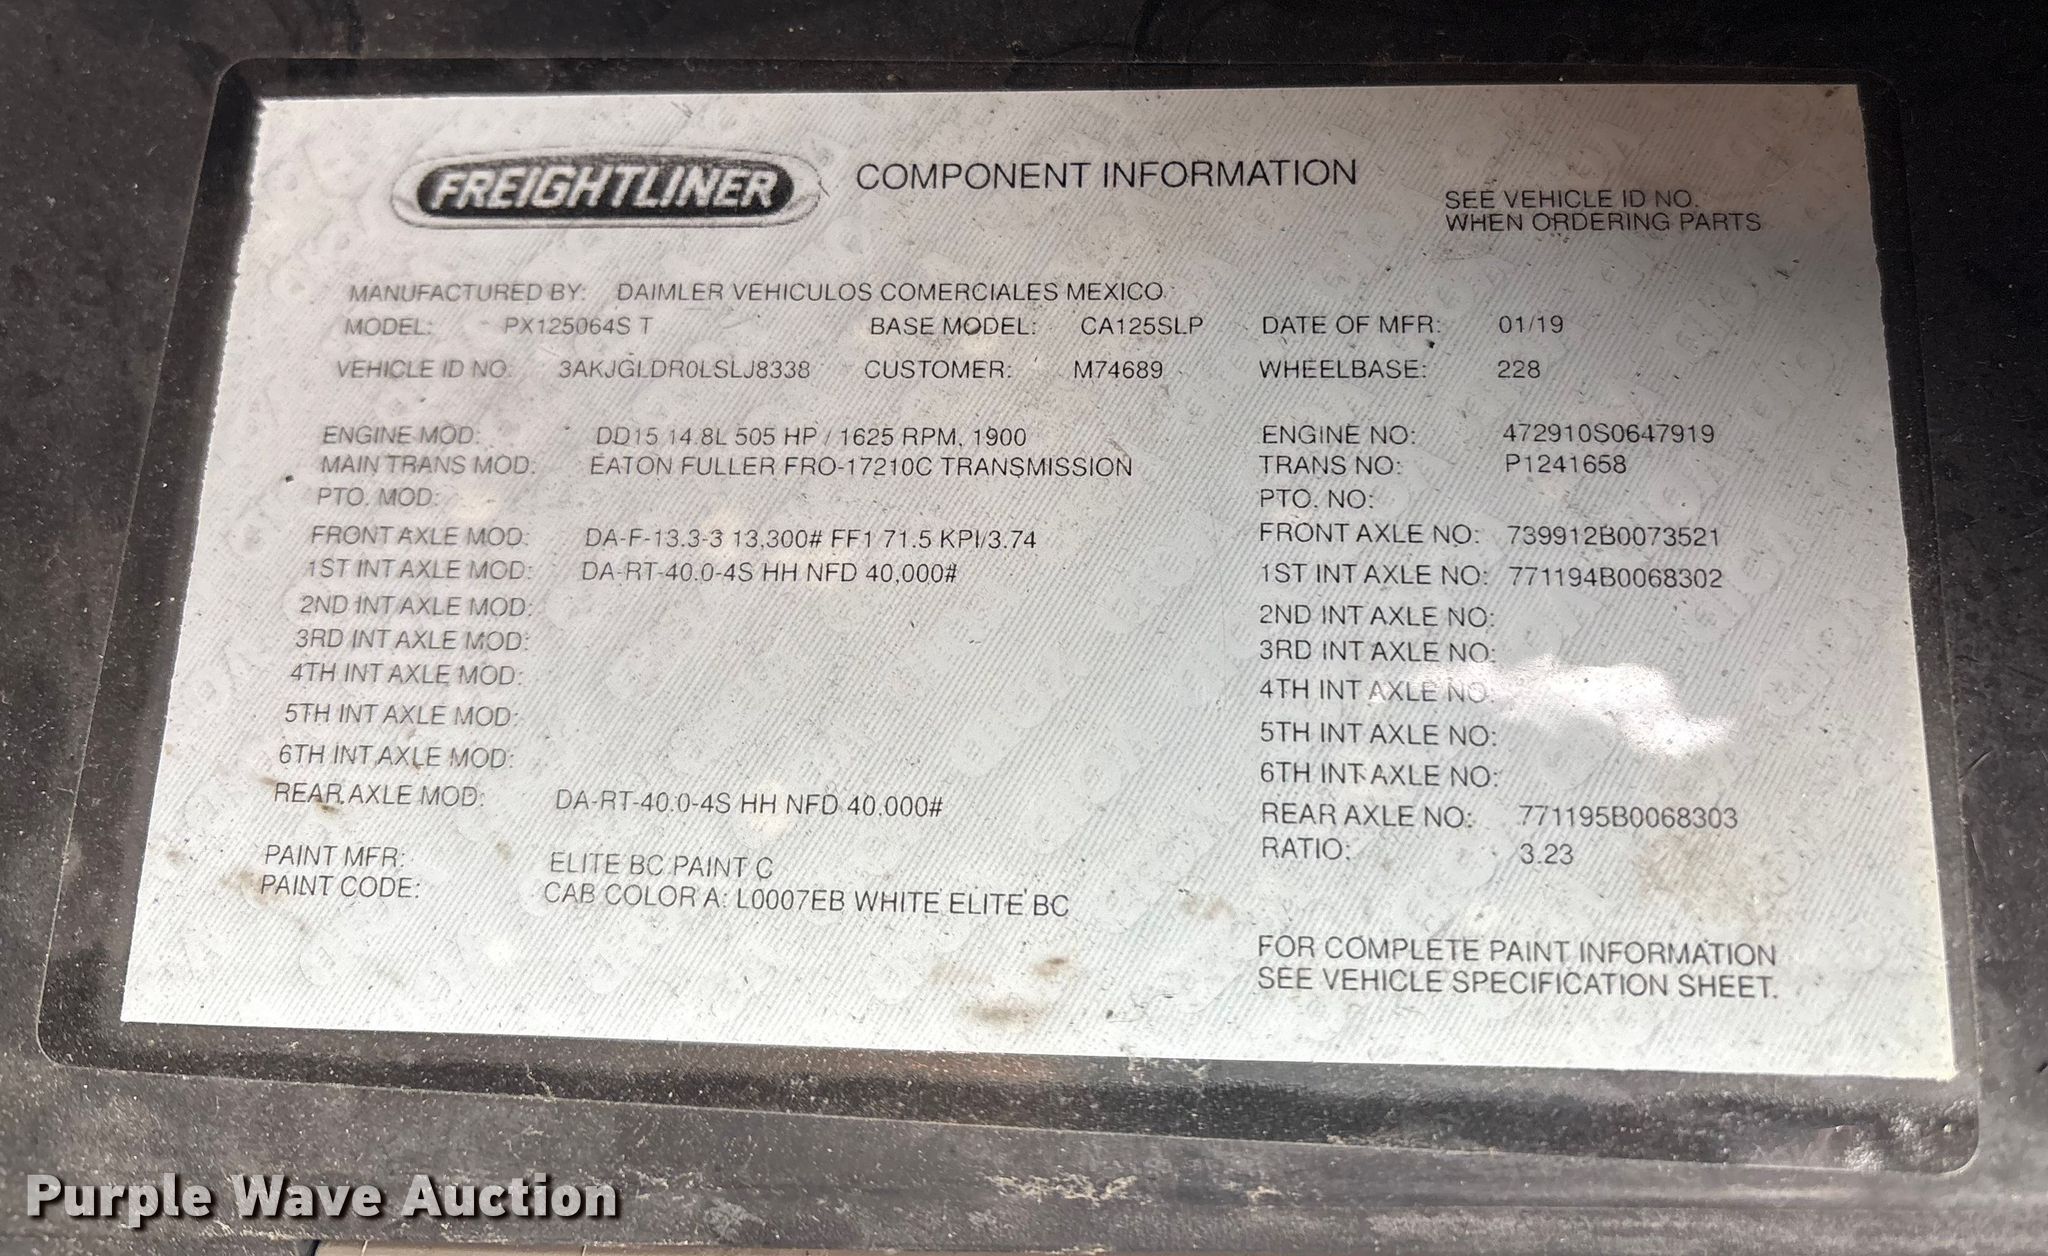 FREIGHTLINER COMPONENT INFORMATION
SEE VEHICLE ID NO.
WHEN ORDERING PARTS
MANUFACTURED BY: DAIMLER VEHICULOS COMERCIALES MEXICO
MODEL: PX125064S T BASE MODEL: CA125SLP DATE OF MFR: 01/19
VEHICLE ID NO. 3AKJGLDR0LSLJ8338 CUSTOMER: M74689 WHEELBASE: 228
ENGINE MOD: DD15 14.8L 505 HP / 1625 RPM, 1900 ENGINE NO: 472910S0647919
MAIN TRANS MOD: EATON FULLER FRO-17210C TRANSMISSION TRANS NO: P1241658
PTO. MOD: PTO. NO:
FRONT AXLE MOD: DA-F-13.3-3 13,300# FF1 71.5 KPI/3.74 FRONT AXLE NO: 739912B0073521
1ST INT AXLE MOD: DA-RT-40.0-4S HH NFD 40,000# 1ST INT AXLE NO: 771194B0068302
2ND INT AXLE MOD: 2ND INT AXLE NO:
3RD INT AXLE MOD: 3RD INT AXLE NO:
4TH INT AXLE MOD: 4TH INT AXLE NO:
5TH INT AXLE MOD: 5TH INT AXLE NO:
6TH INT AXLE MOD: 6TH INT AXLE NO:
REAR AXLE MOD: DA-RT-40.0-4S HH NFD 40,000# REAR AXLE NO: 771195B0068303
RATIO: 3.23
PAINT MFR: ELITE BC PAINT C
PAINT CODE: CAB COLOR A: L0007EB WHITE ELITE BC
FOR COMPLETE PAINT INFORMATION
SEE VEHICLE SPECIFICATION SHEET.
Purple Wave Auction